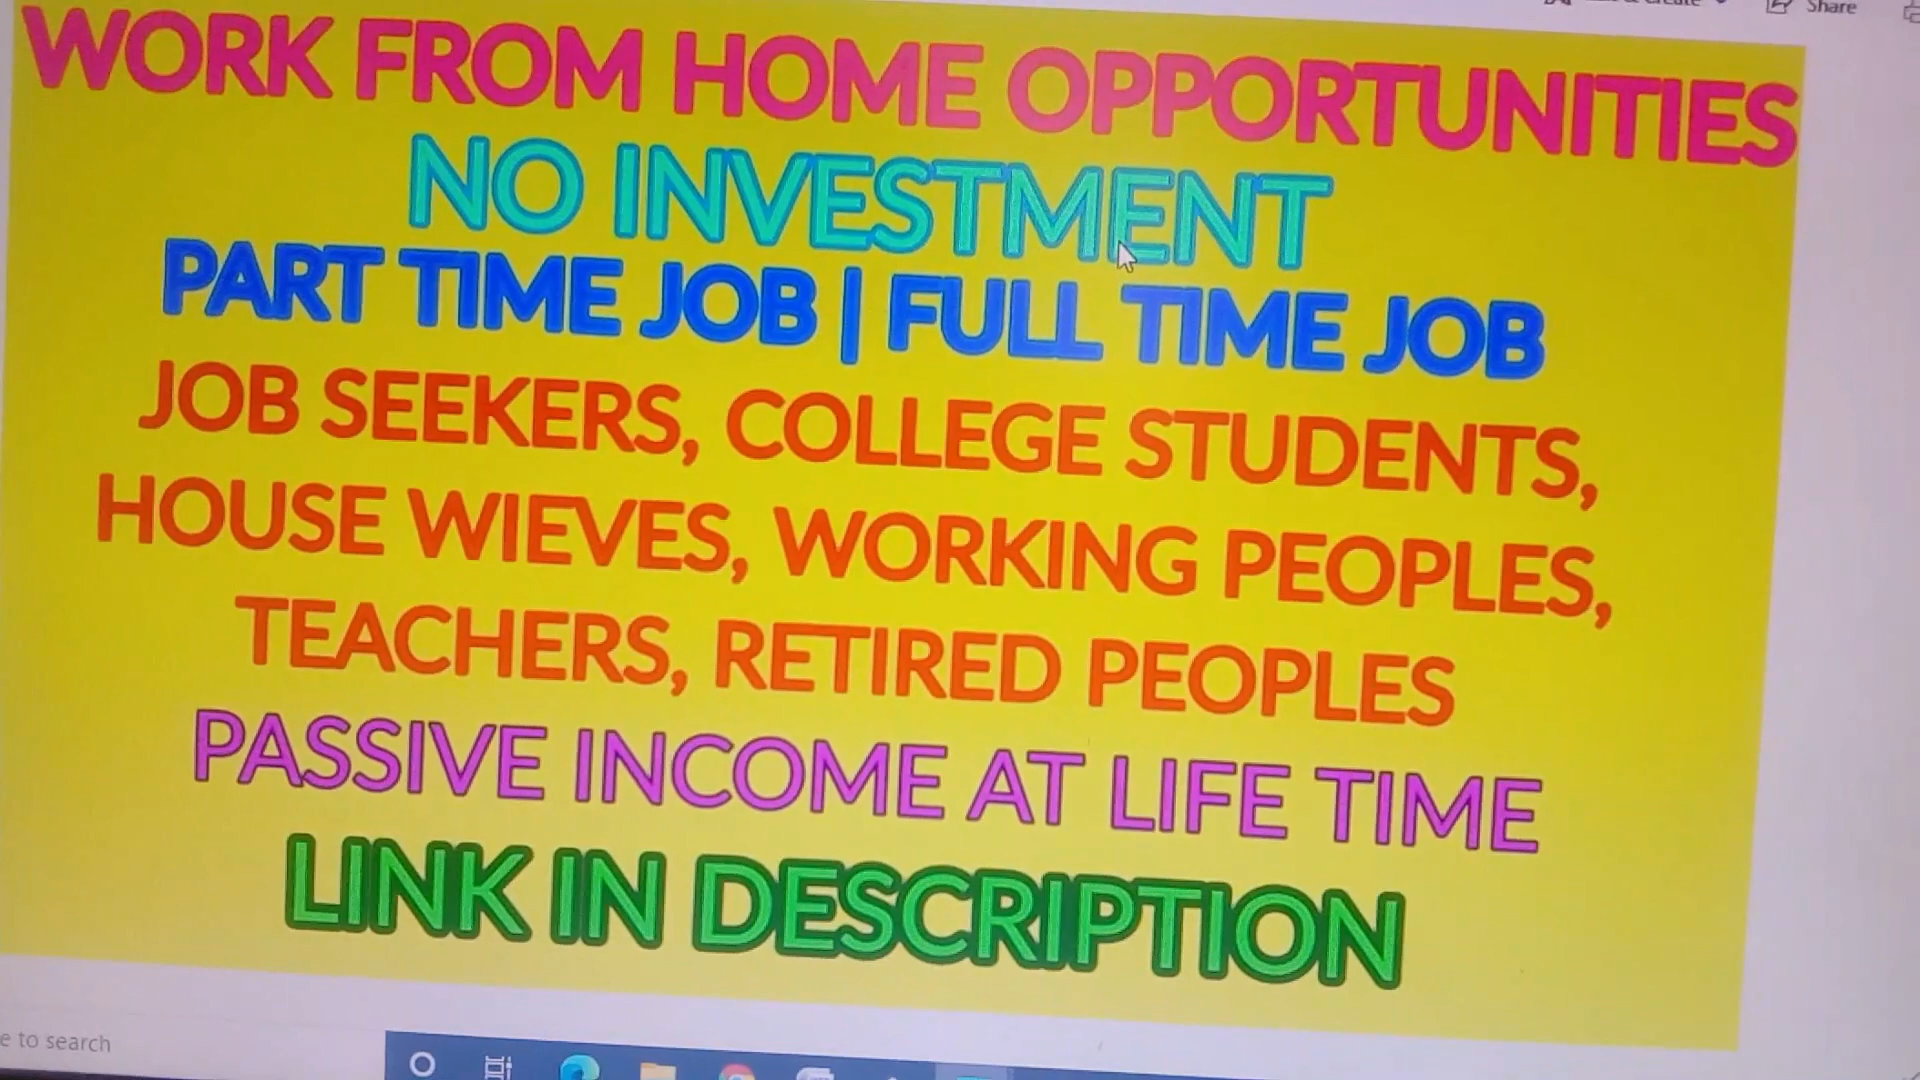 Share
WORK FROM HOME OPPORTUNITIES
NO INVESTMENT
PART TIME JOB | FULL TIME JOB
JOB SEEKERS, COLLEGE STUDENTS,
HOUSE WIEVES, WORKING PEOPLES,
TEACHERS, RETIRED PEOPLES
PASSIVE INCOME AT LIFE TIME
LINK IN DESCRIPTION
e to search